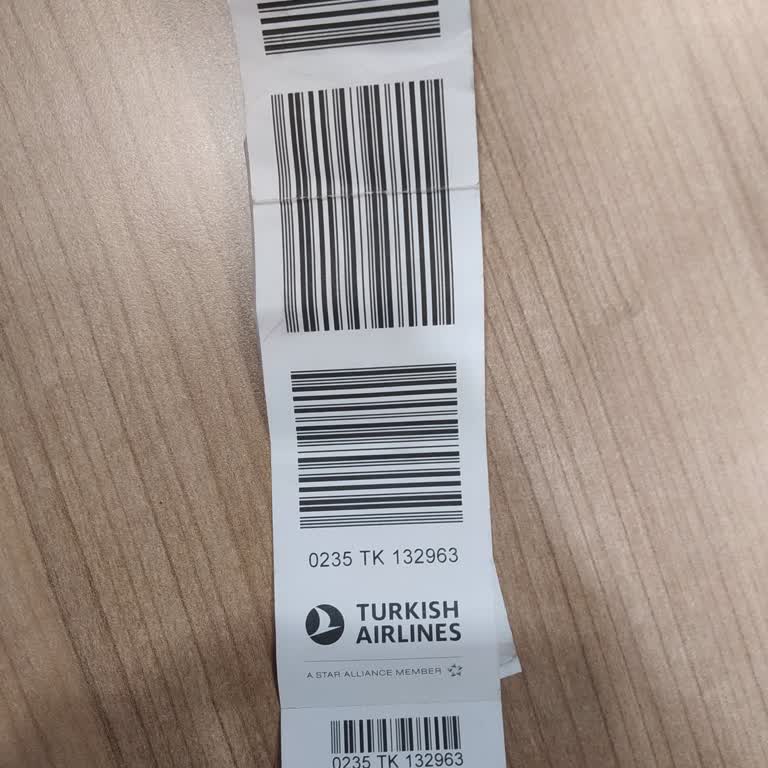 0235 TK 132963
TURKISH
AIRLINES
A STAR ALLIANCE MEMBER
0235 TK 132963